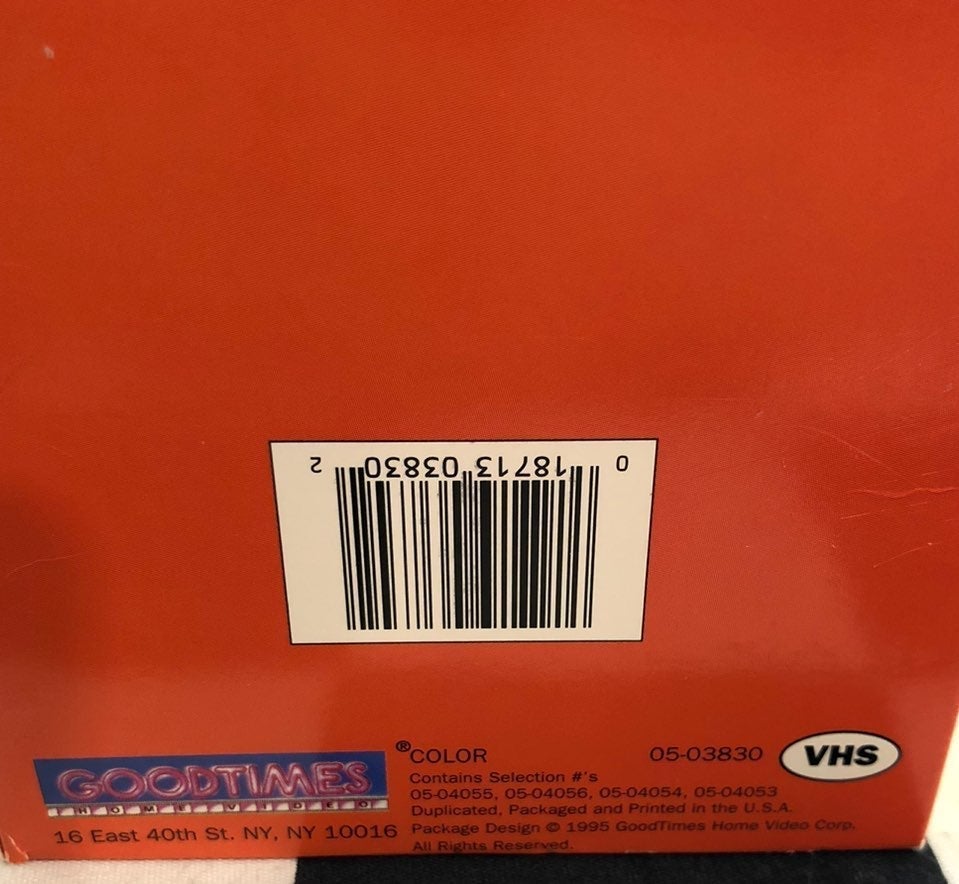 0 18713 03830 2
GOODTIMES
HOME VIDEO
16 East 40th St. NY, NY 10016
®COLOR
05-03830
VHS
Contains Selection #'s
05-04055, 05-04056, 05-04054, 05-04053
Duplicated, Packaged and Printed in the U.S.A.
Package Design © 1995 GoodTimes Home Video Corp.
All Rights Reserved.